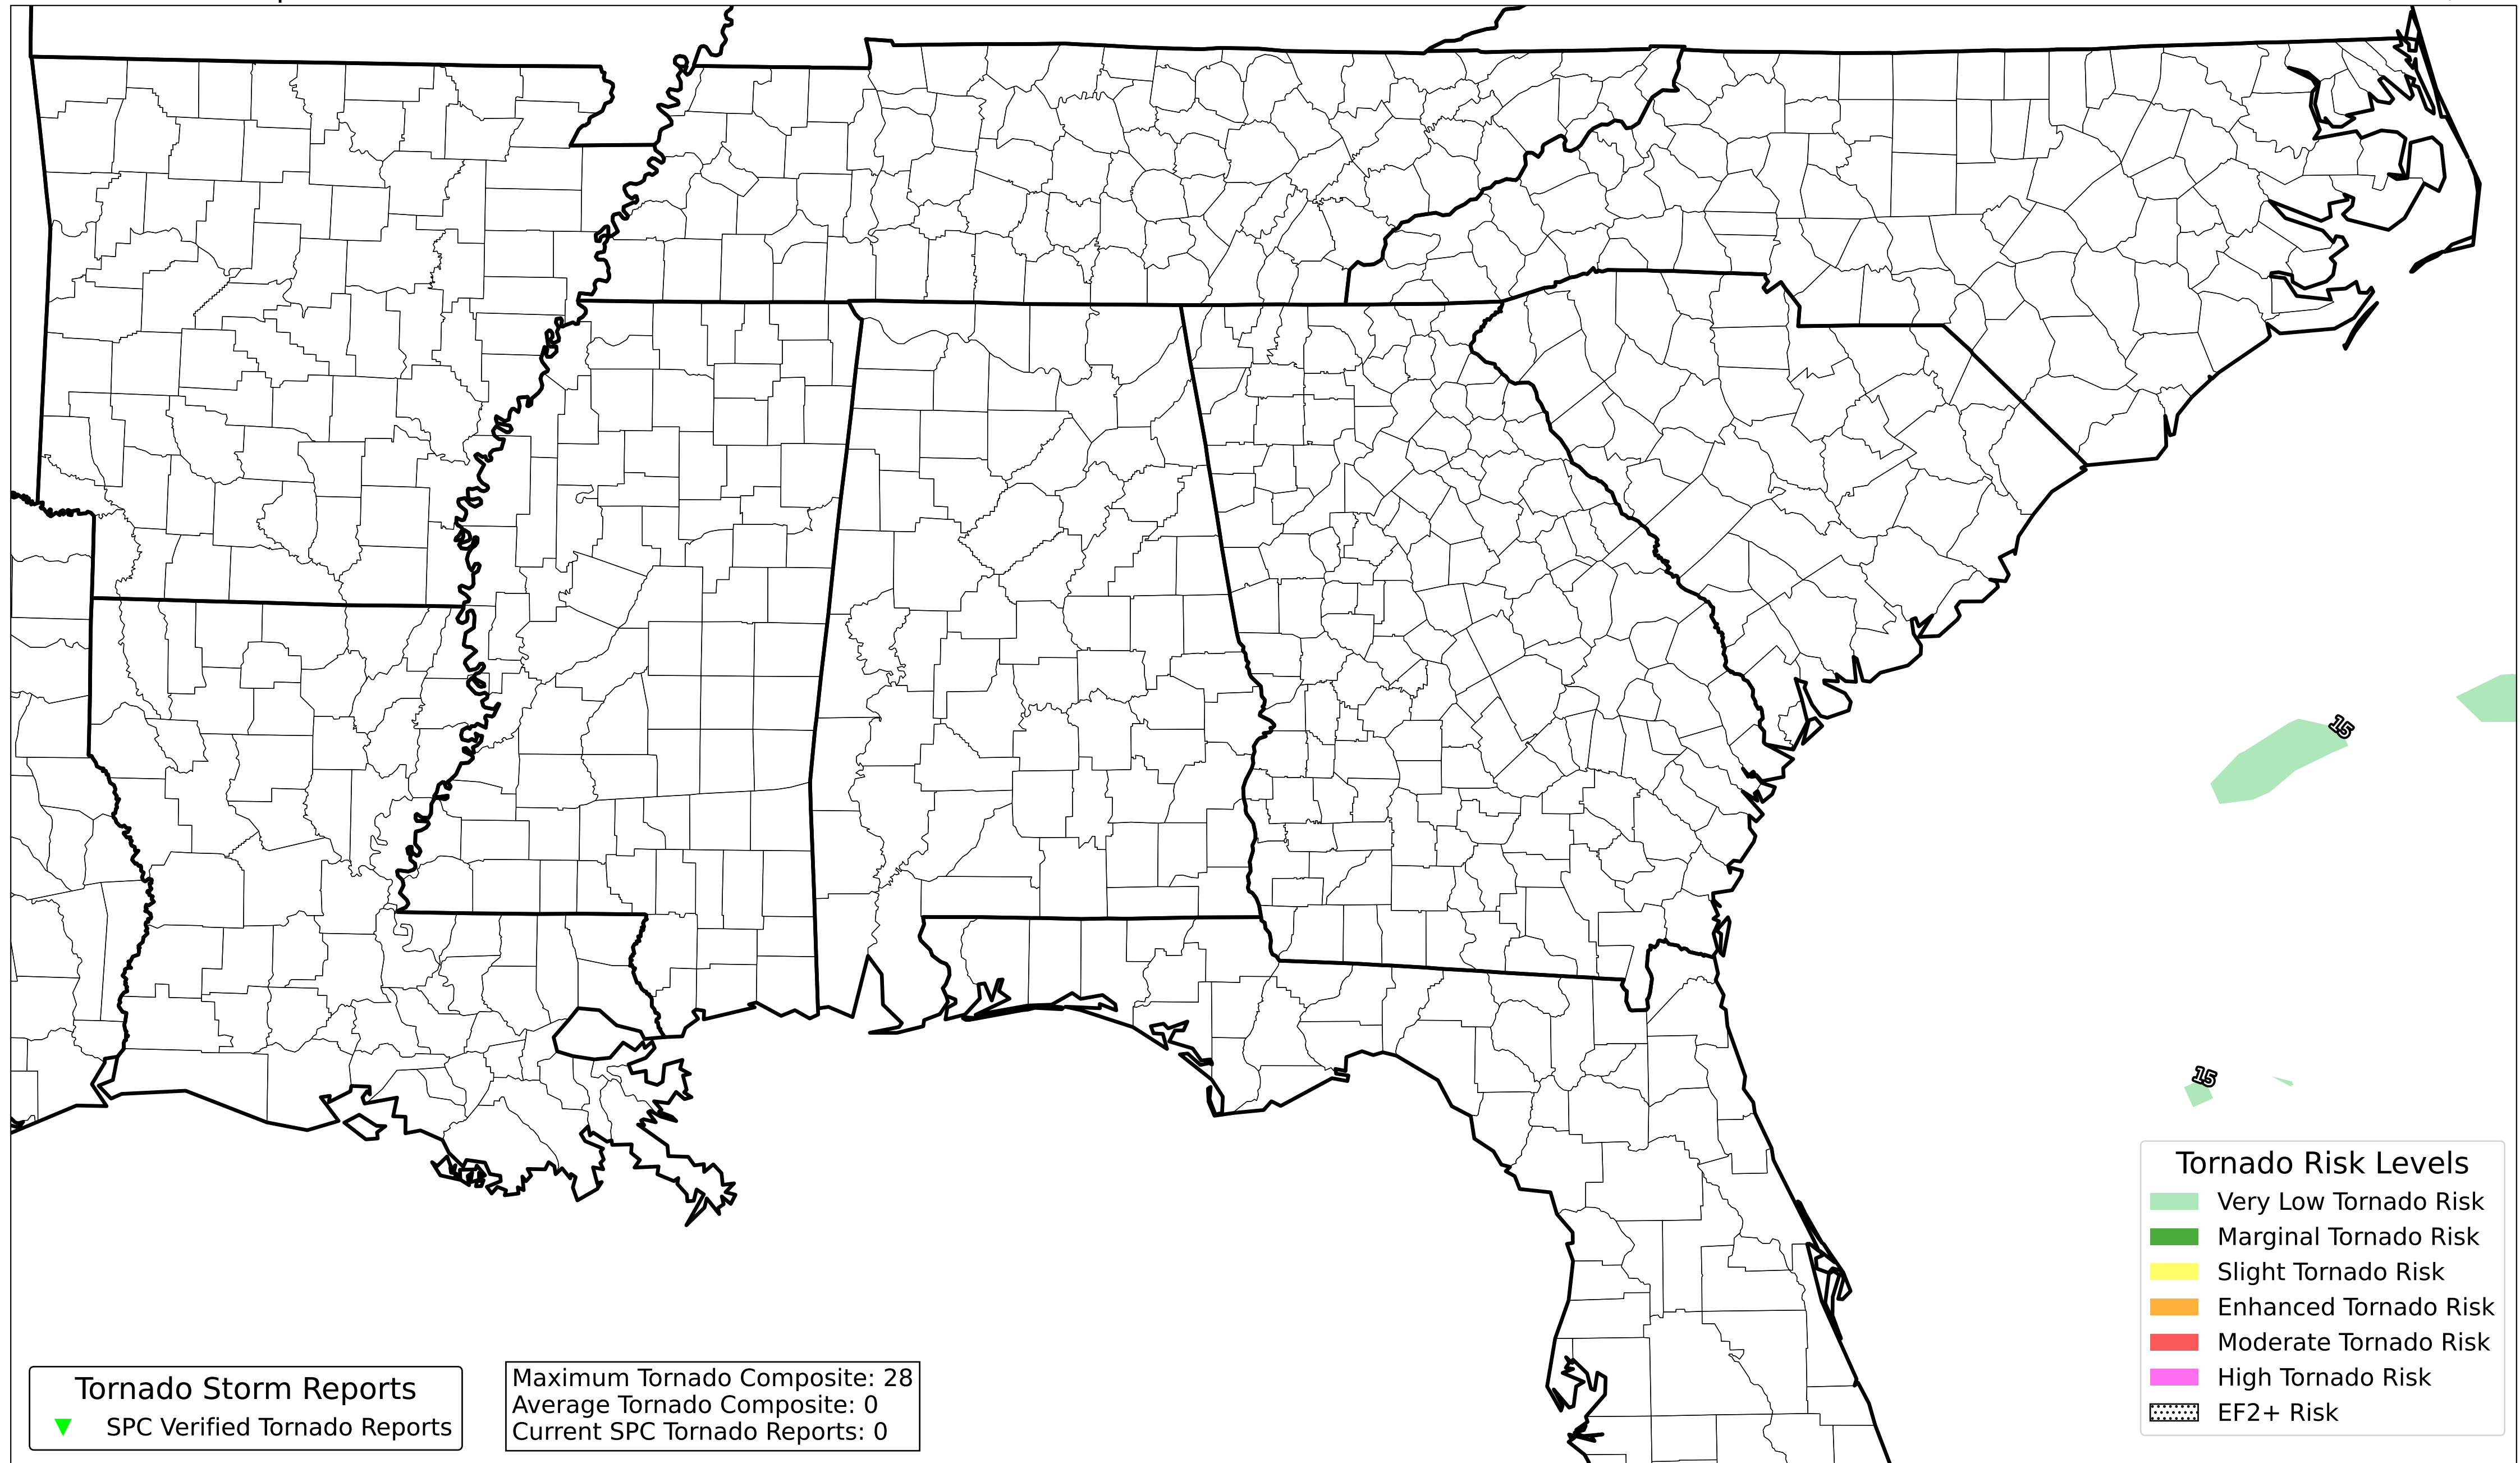 15
15
Tornado Risk Levels
Very Low Tornado Risk
Marginal Tornado Risk
Slight Tornado Risk
Enhanced Tornado Risk
Moderate Tornado Risk
High Tornado Risk
EF2+ Risk
Tornado Storm Reports
SPC Verified Tornado Reports
Maximum Tornado Composite: 28
Average Tornado Composite: 0
Current SPC Tornado Reports: 0